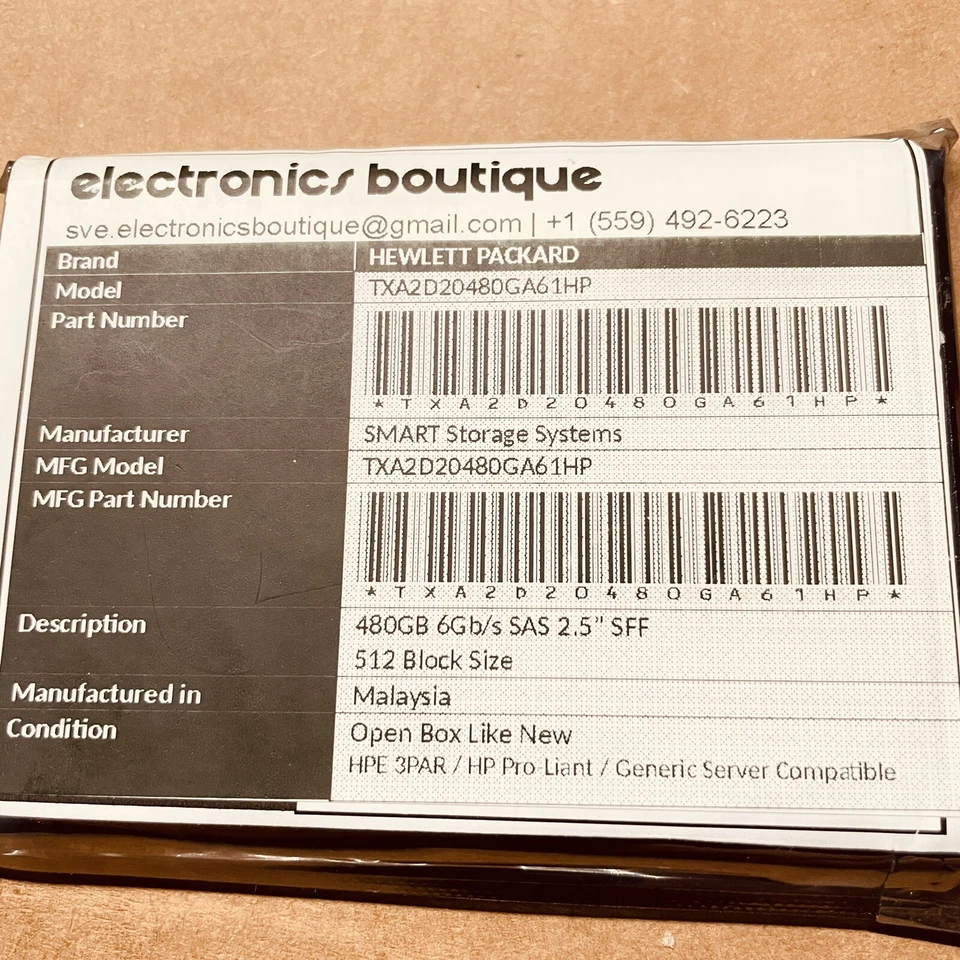 electronics boutique
sve.electronicsboutique@gmail.com | +1 (559) 492-6223
Brand HEWLETT PACKARD
Model TXA2D20480GA61HP
Part Number
*TXA2D20480GA61HP*
Manufacturer SMART Storage Systems
MFG Model TXA2D20480GA61HP
MFG Part Number
*TXA2D20480GA61HP*
Description 480GB 6Gb/s SAS 2.5” SFF
512 Block Size
Manufactured in Malaysia
Condition Open Box Like New
HPE 3PAR / HP Pro-Liant / Generic Server Compatible